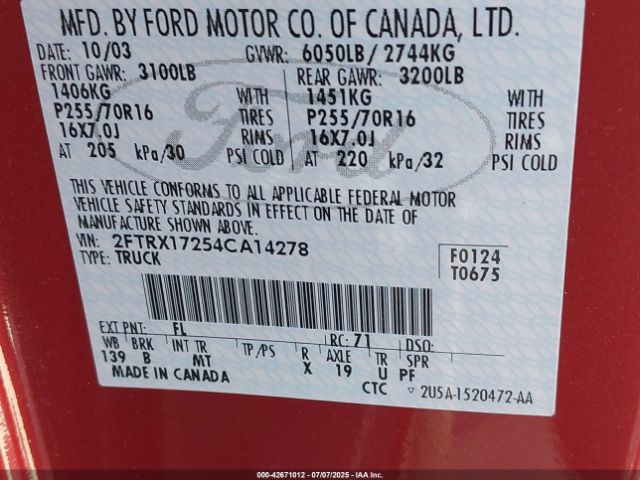 MFD. BY FORD MOTOR CO. OF CANADA, LTD.
DATE: 10/03 GVWR: 6050LB/ 2744KG
FRONT GAWR: 3100LB REAR GAWR: 3200LB
1406KG WITH 1451KG WITH
P255/70R16 TIRES P255/70R16 TIRES
16X7.0J RIMS 16X7.0J RIMS
AT 205 kPa/30 PSI COLD AT 220 kPa/32 PSI COLD
Ford
THIS VEHICLE CONFORMS TO ALL APPLICABLE FEDERAL MOTOR
VEHICLE SAFETY STANDARDS IN EFFECT ON THE DATE OF
MANUFACTURE SHOWN ABOVE.
VIN: 2FTRX17254CA14278 F0124
TYPE: TRUCK T0675
EXT PNT: FL RC: 71 DSO:
WB BRK INT TR TP/PS R AXLE TR SPR
139 B MT X 19 U PF
MADE IN CANADA CTC ▽ 2U5A-1520472-AA
000-42671012 - 07/07/2025 - IAAI.COM